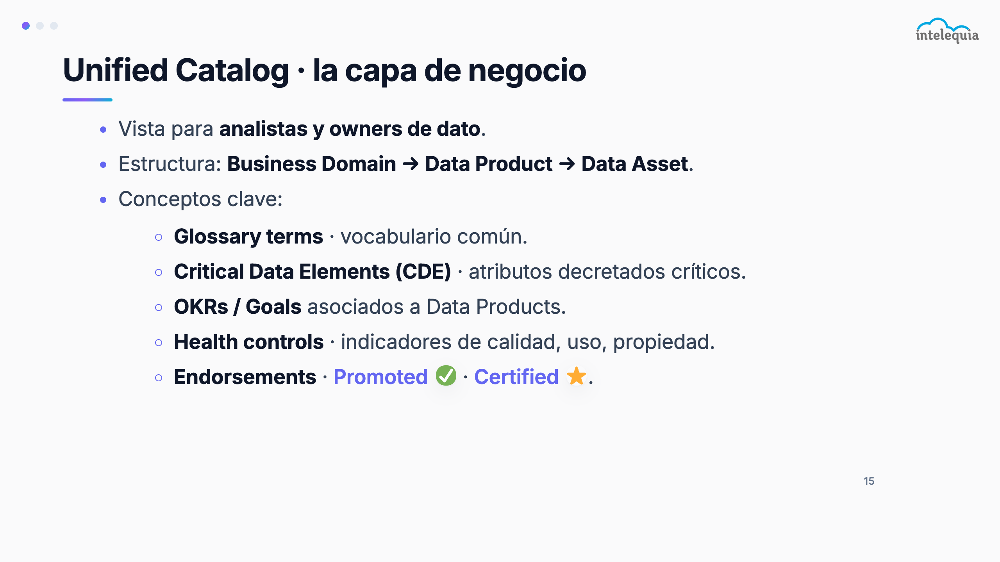 intelequia
Unified Catalog · la capa de negocio
• Vista para analistas y owners de dato.
• Estructura: Business Domain → Data Product → Data Asset.
• Conceptos clave:
○ Glossary terms · vocabulario común.
○ Critical Data Elements (CDE) · atributos decretados críticos.
○ OKRs / Goals asociados a Data Products.
○ Health controls · indicadores de calidad, uso, propiedad.
○ Endorsements · Promoted ✅ · Certified ⭐.
15